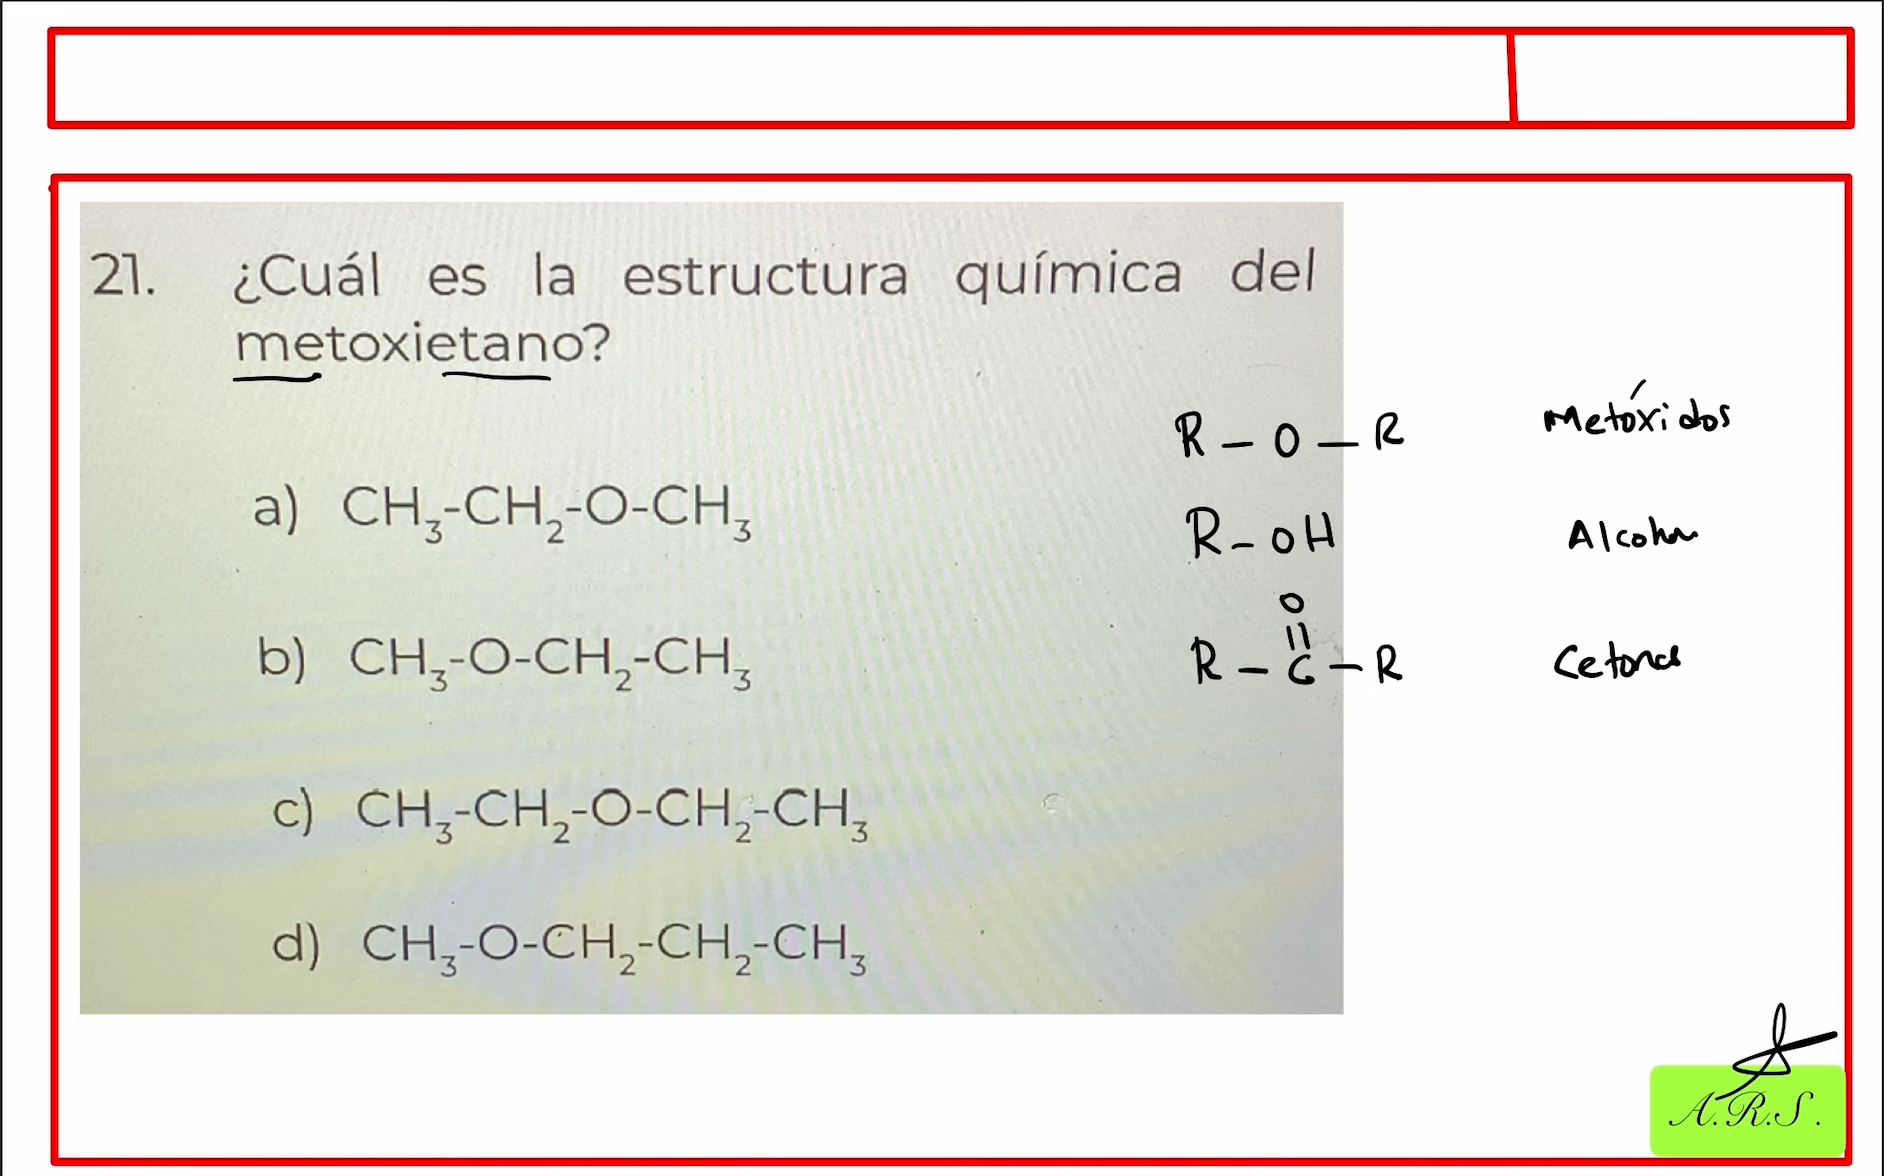 21. ¿Cuál es la estructura química del
metoxietano?
R-O-R Metóxidos
a) CH₃-CH₂-O-CH₃
R-OH
O
||
b) CH₃-O-CH₂-CH₃
R-C-R
c) CH₃-CH₂-O-CH₂-CH₃
d) CH₃-O-CH₂-CH₂-CH₃
A.R.S.